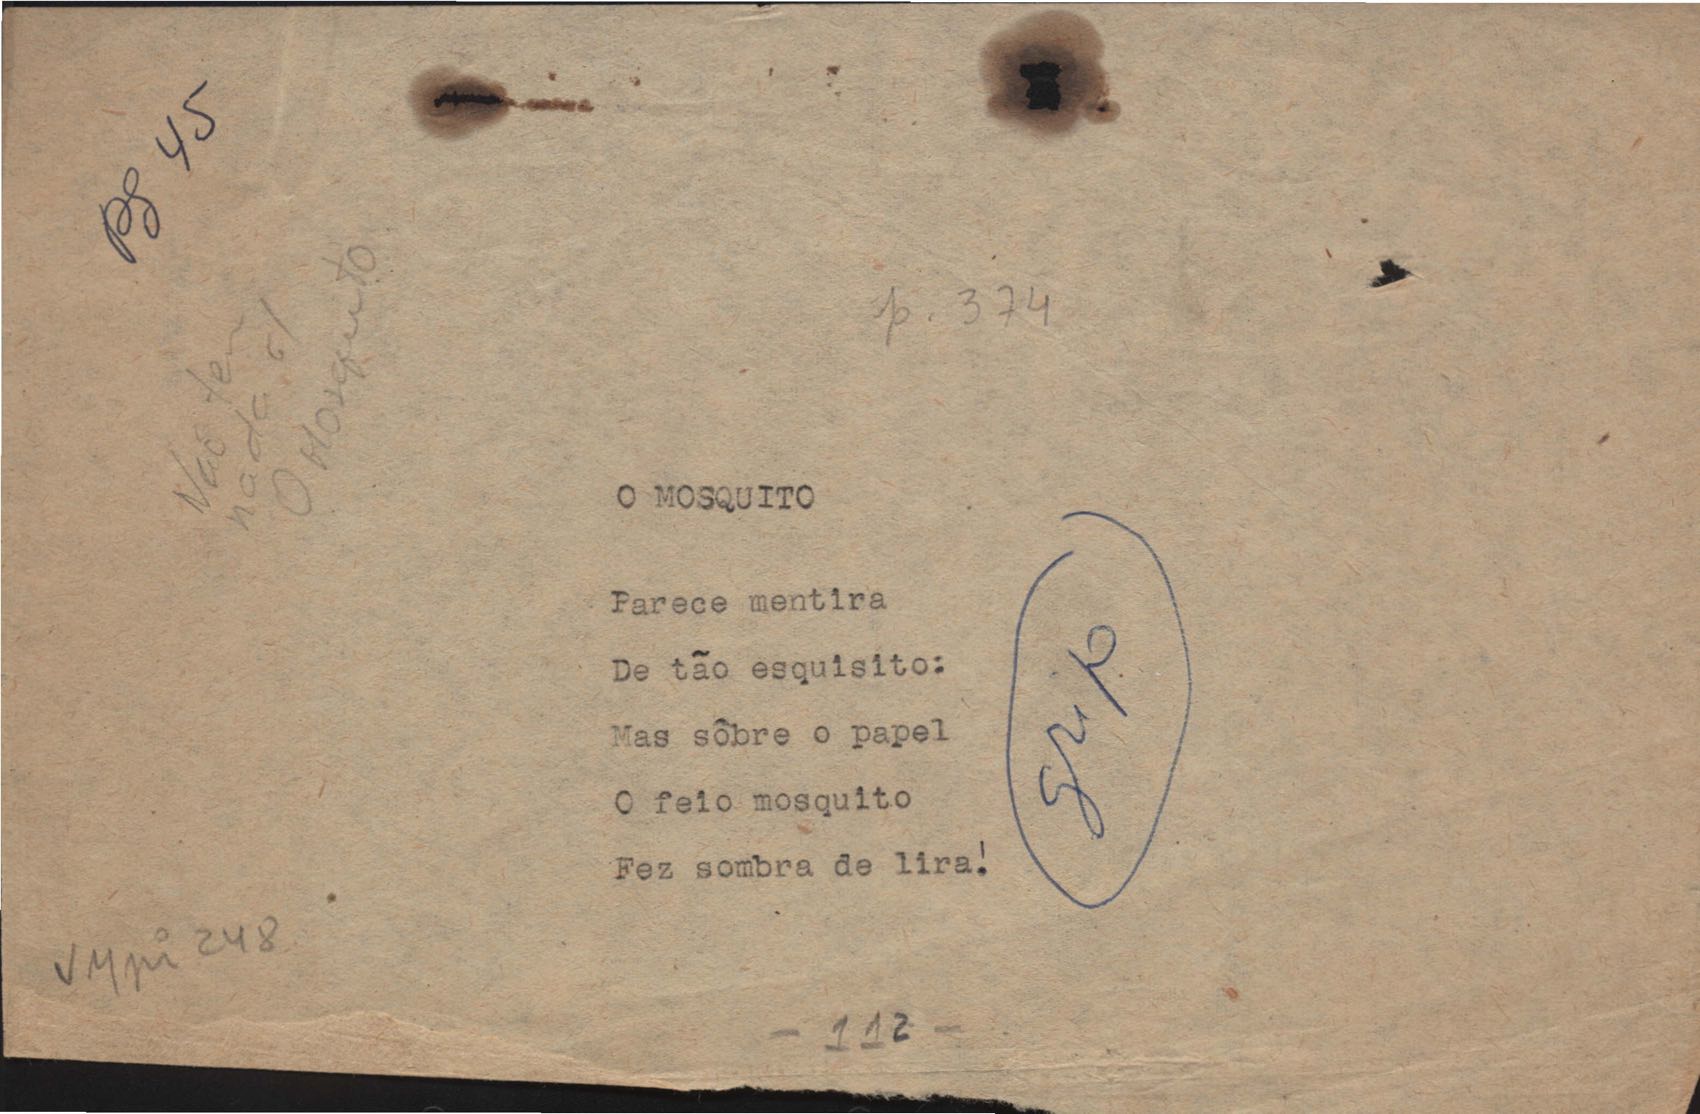 pg 45
p. 374
Não tem
nada c/
O Mosquito
O MOSQUITO
Parece mentira
De tão esquisito:
Mas sôbre o papel
O feio mosquito
Fez sombra de lira!
gripo
248
- 112 -